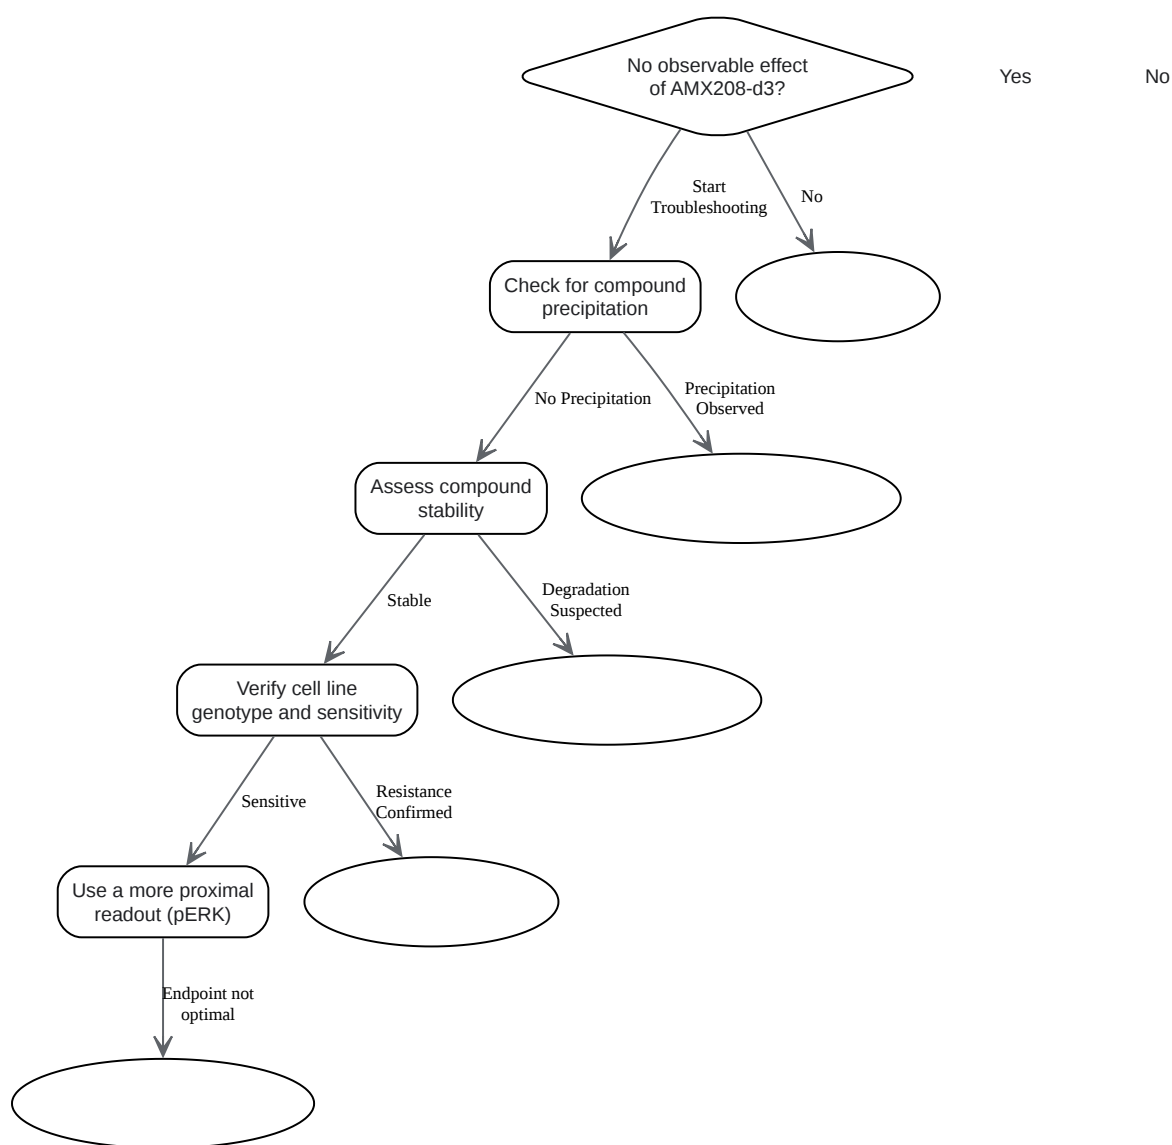 No observable effect
of AMX208-d3?
Yes
No
Start
Troubleshooting
No
Check for compound
precipitation
No Precipitation
Precipitation
Observed
Assess compound
stability
Stable
Degradation
Suspected
Verify cell line
genotype and sensitivity
Sensitive
Resistance
Confirmed
Use a more proximal
readout (pERK)
Endpoint not
optimal